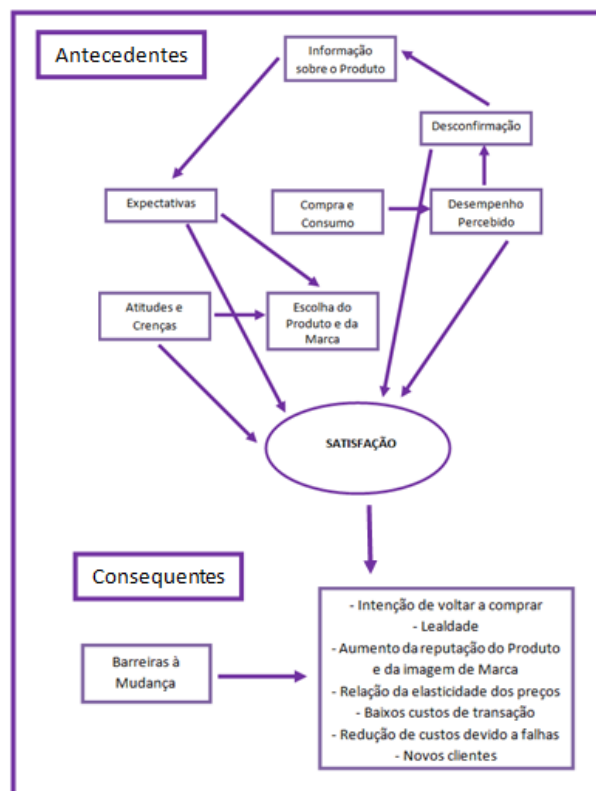 Antecedentes
Informação
sobre o Produto
Desconfirmação
Expectativas
Compra e
Consumo
Desempenho
Percebido
Atitudes e
Crenças
Escolha do
Produto e da
Marca
SATISFAÇÃO
Consequentes
Barreiras à
Mudança
- Intenção de voltar a comprar
- Lealdade
- Aumento da reputação do Produto
e da imagem de Marca
- Relação da elasticidade dos preços
- Baixos custos de transação
- Redução de custos devido a falhas
- Novos clientes